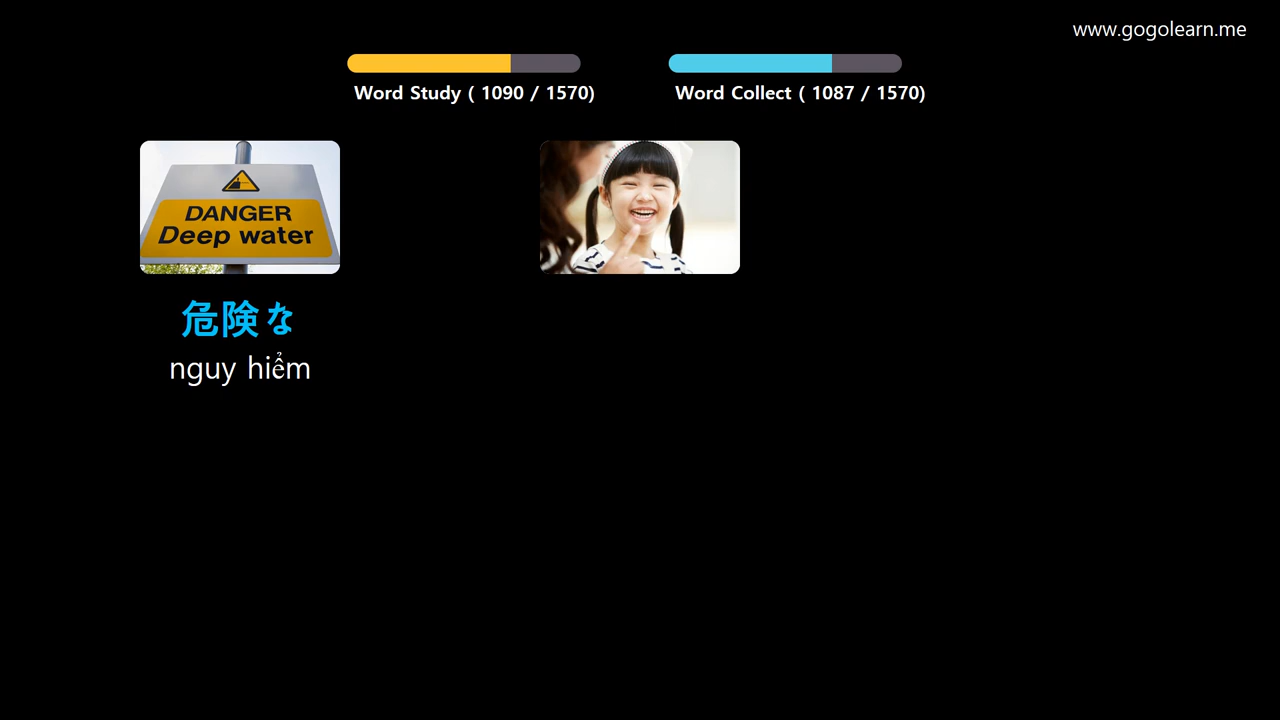 www.gogolearn.me
Word Study ( 1090 / 1570)
Word Collect ( 1087 / 1570)
DANGER
Deep water
危険な
nguy hiểm